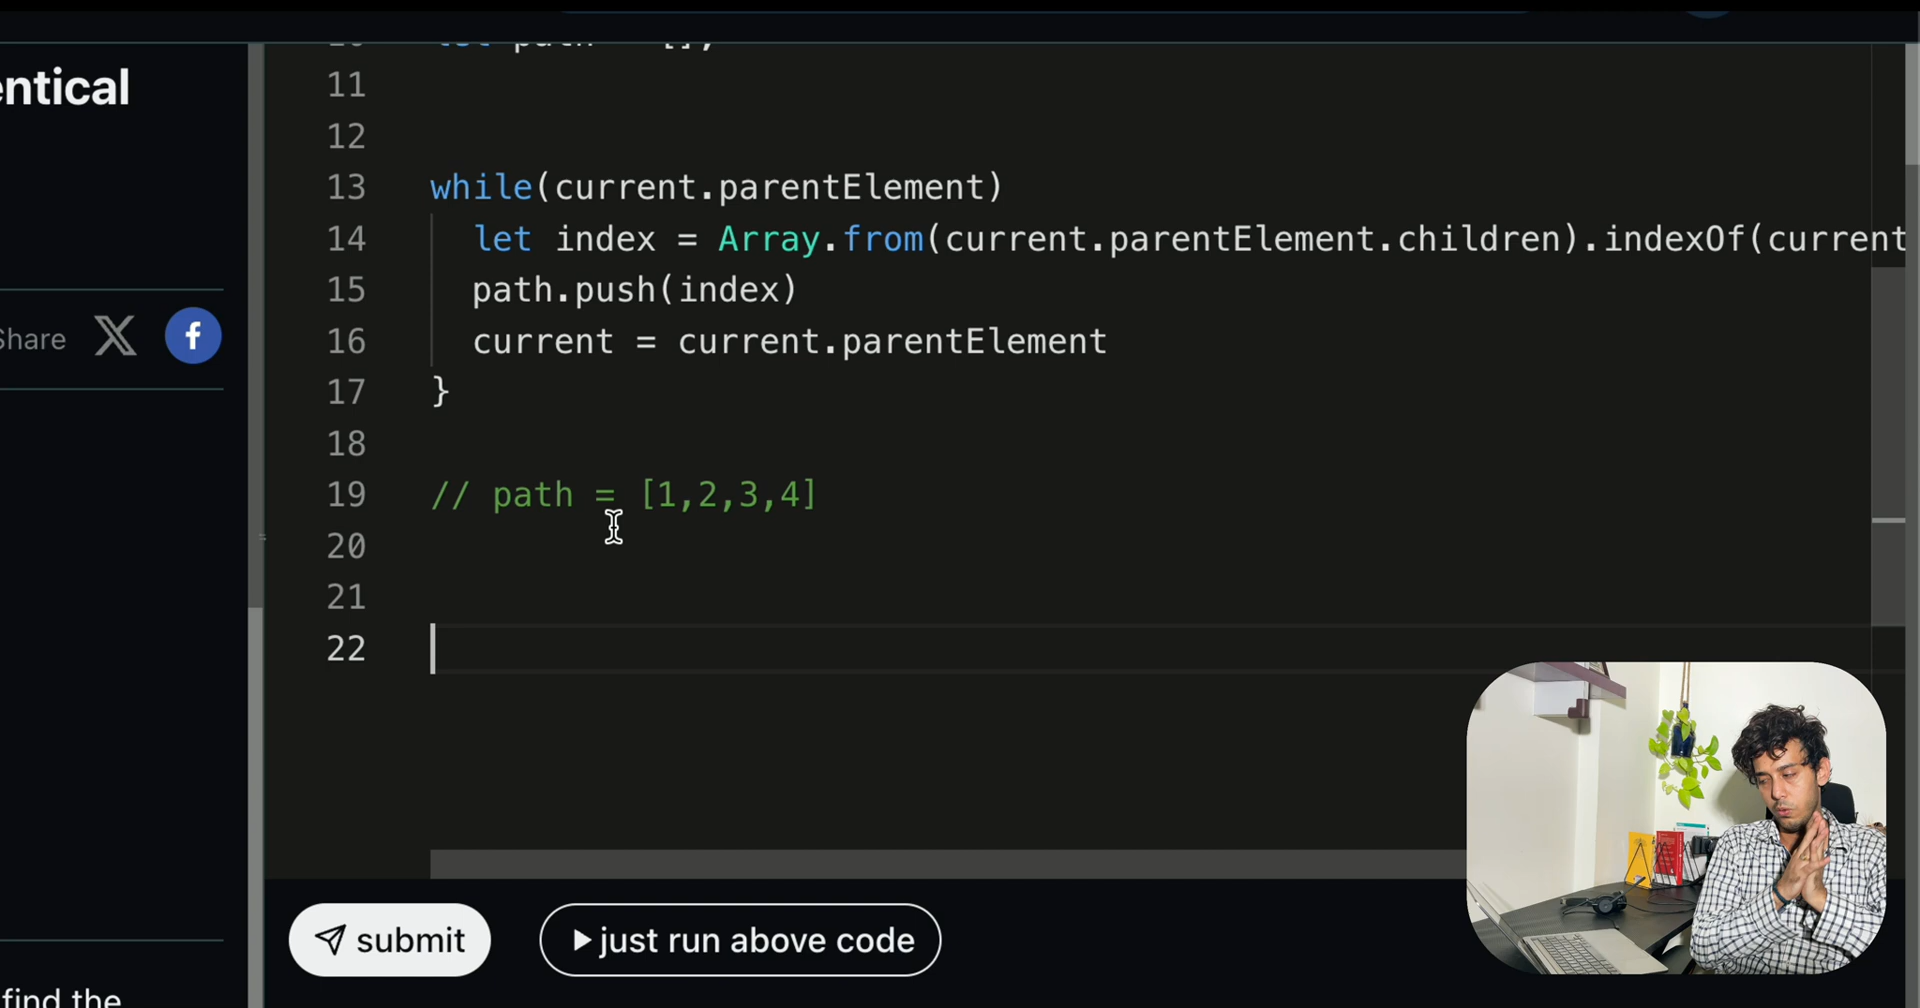 entical
Share
find the
let path = [];
11
12
13 while(current.parentElement)
14 let index = Array.from(current.parentElement.children).indexOf(current
15 path.push(index)
16 current = current.parentElement
17 }
18
19 // path = [1,2,3,4]
20
21
22
submit
just run above code